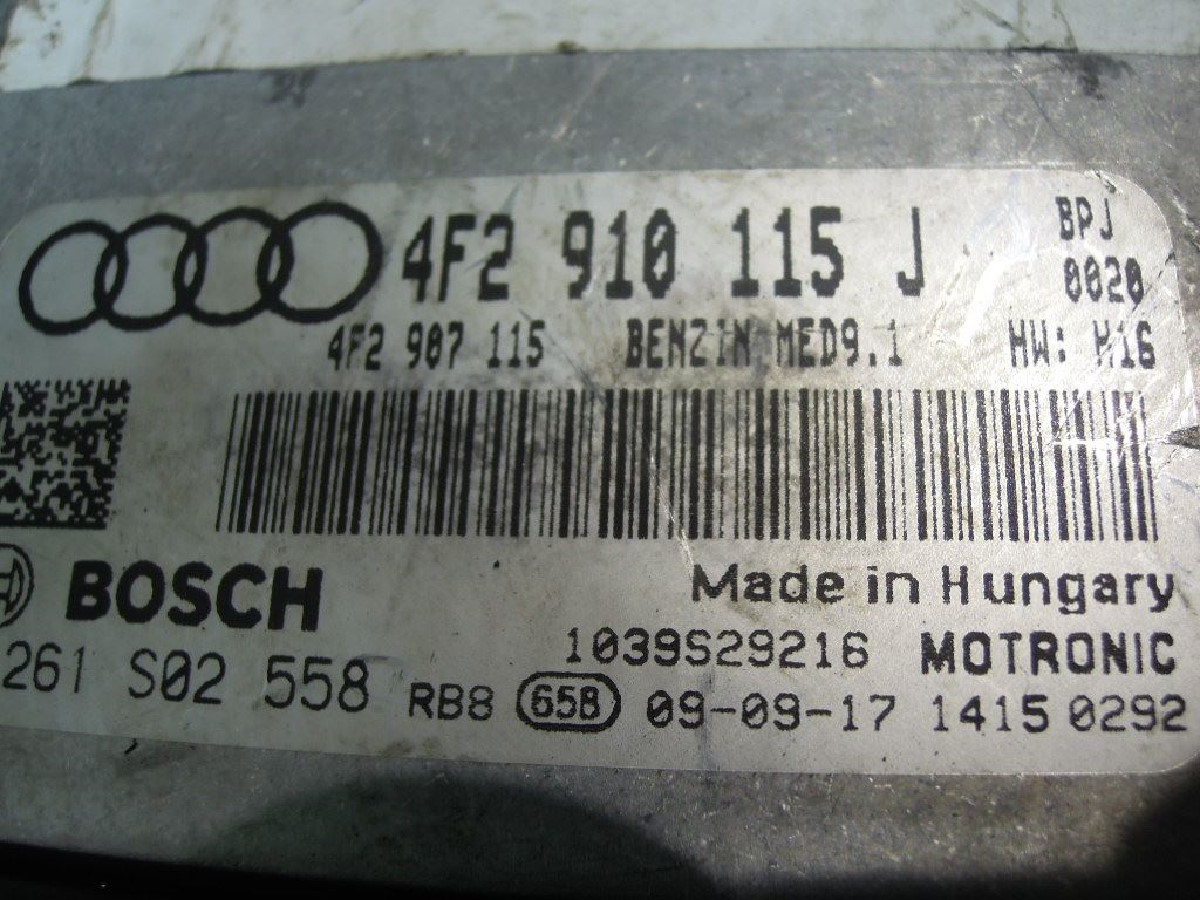 4F2 910 115 J BPJ
0020
4F2 907 115 BENZIN MED9.1 HW: H16
BOSCH Made in Hungary
1039S29216 MOTRONIC
261 S02 558 RB8 65B 09-09-17 1415 0292